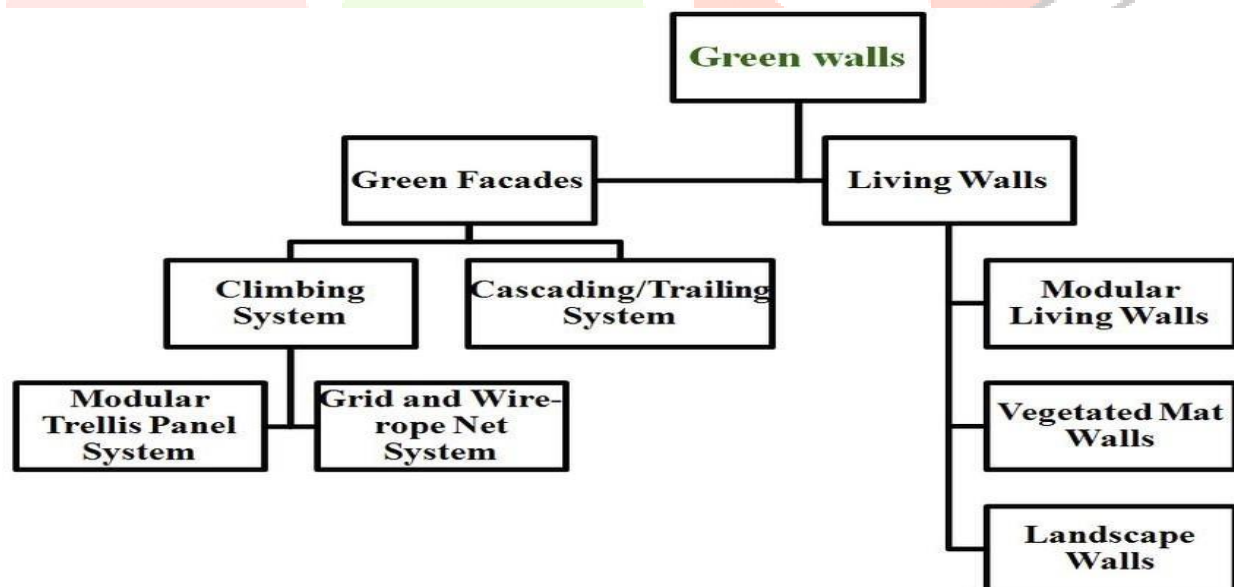 Green walls
Green Facades
Living Walls
Climbing
System
Cascading/Trailing
System
Modular
Living Walls
Modular
Trellis Panel
System
Grid and Wire-
rope Net
System
Vegetated Mat
Walls
Landscape
Walls